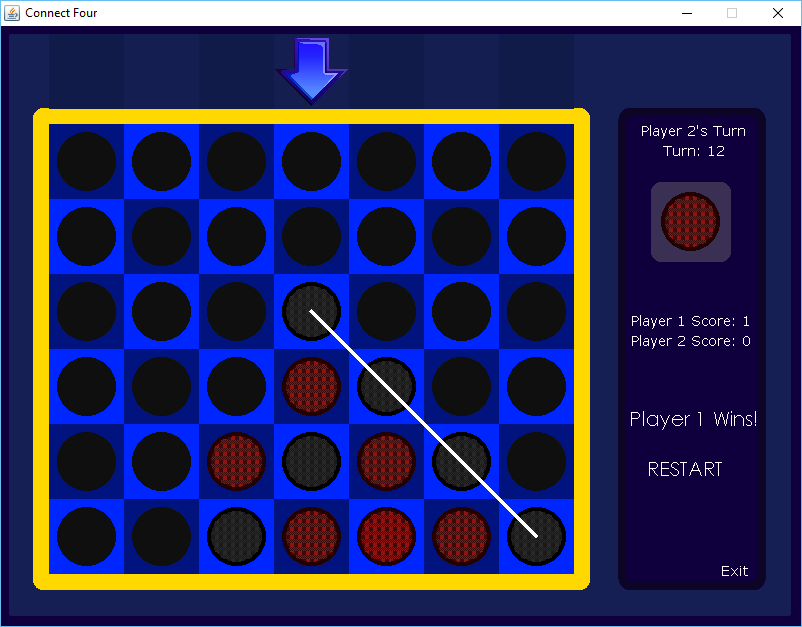 Connect Four
Player 2's Turn
Turn: 12
Player 1 Score: 1
Player 2 Score: 0
Player 1 Wins!
RESTART
Exit